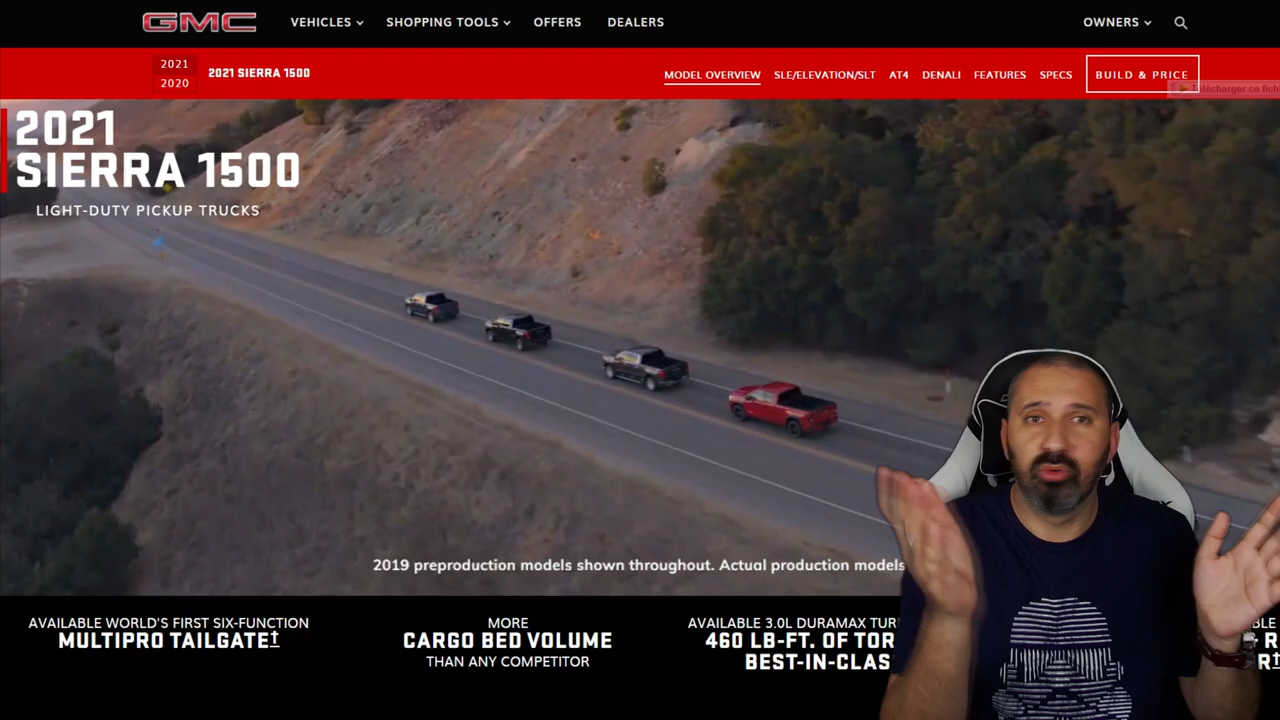 GMC
VEHICLES
SHOPPING TOOLS
OFFERS
DEALERS
OWNERS
2021
2020
2021 SIERRA 1500
MODEL OVERVIEW
SLE/ELEVATION/SLT
AT4
DENALI
FEATURES
SPECS
BUILD & PRICE
Télécharger ce fichi
2021
SIERRA 1500
LIGHT-DUTY PICKUP TRUCKS
2019 preproduction models shown throughout. Actual production models
AVAILABLE WORLD'S FIRST SIX-FUNCTION
MULTIPRO TAILGATE†
MORE
CARGO BED VOLUME
THAN ANY COMPETITOR
AVAILABLE 3.0L DURAMAX TUR
460 LB-FT. OF TOR
BEST-IN-CLAS